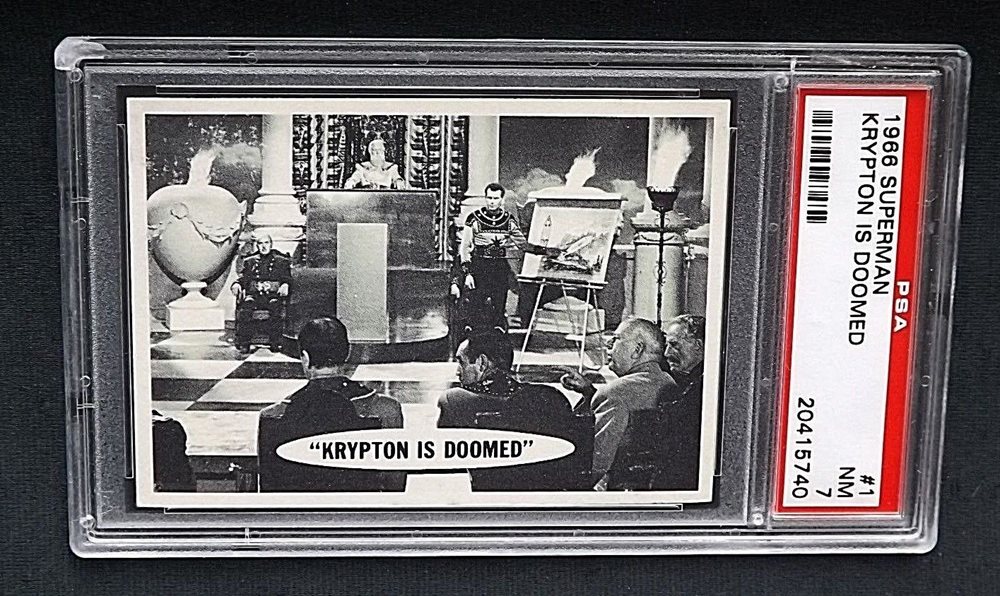 "KRYPTON IS DOOMED"
PSA
1966 SUPERMAN
KRYPTON IS DOOMED
#1
NM
7
20415740